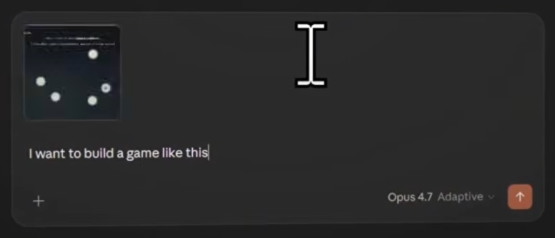 I want to build a game like this
Opus 4.7 Adaptive